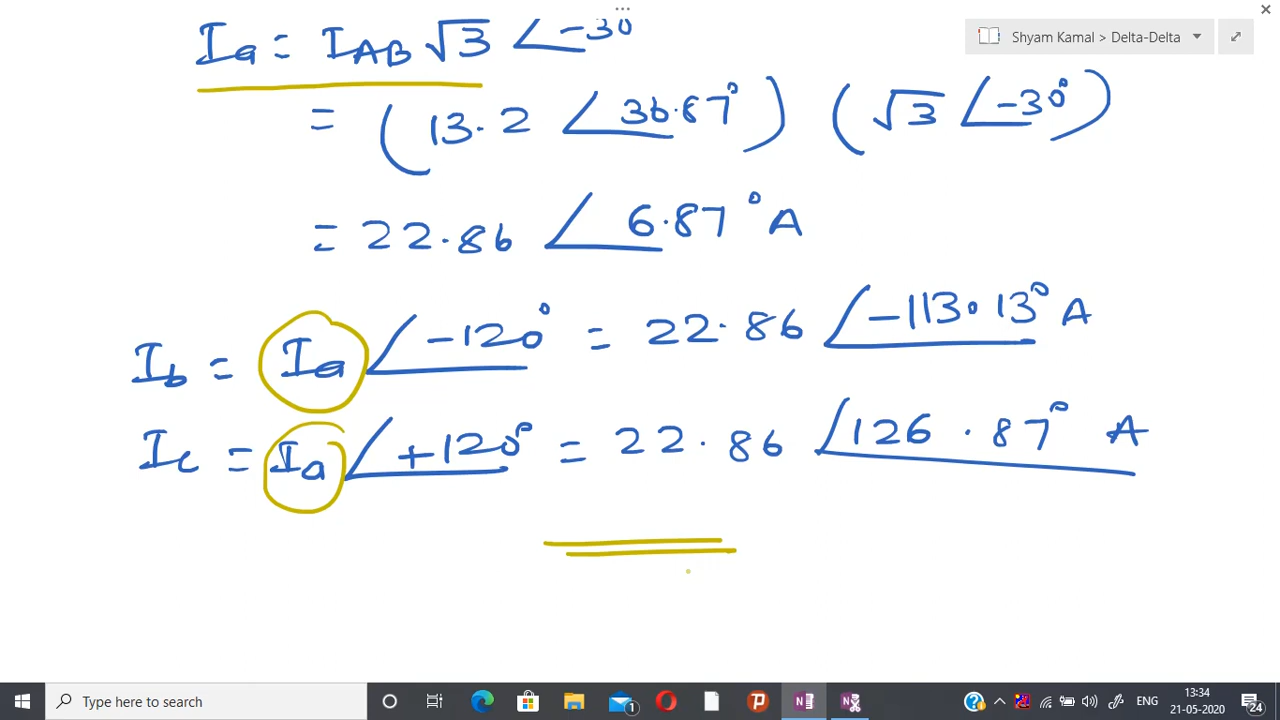 Ia = IAB √3 ∠-30
Shyam Kamal > Delta-Delta
= (13.2 ∠36.87°) (√3 ∠-30°)
= 22.86 ∠6.87° A
Ib = Ia ∠-120° = 22.86 ∠-113.13° A
Ic = Ia ∠+120° = 22.86 ∠126.87° A
Type here to search
1
ENG
13:34
21-05-2020
24